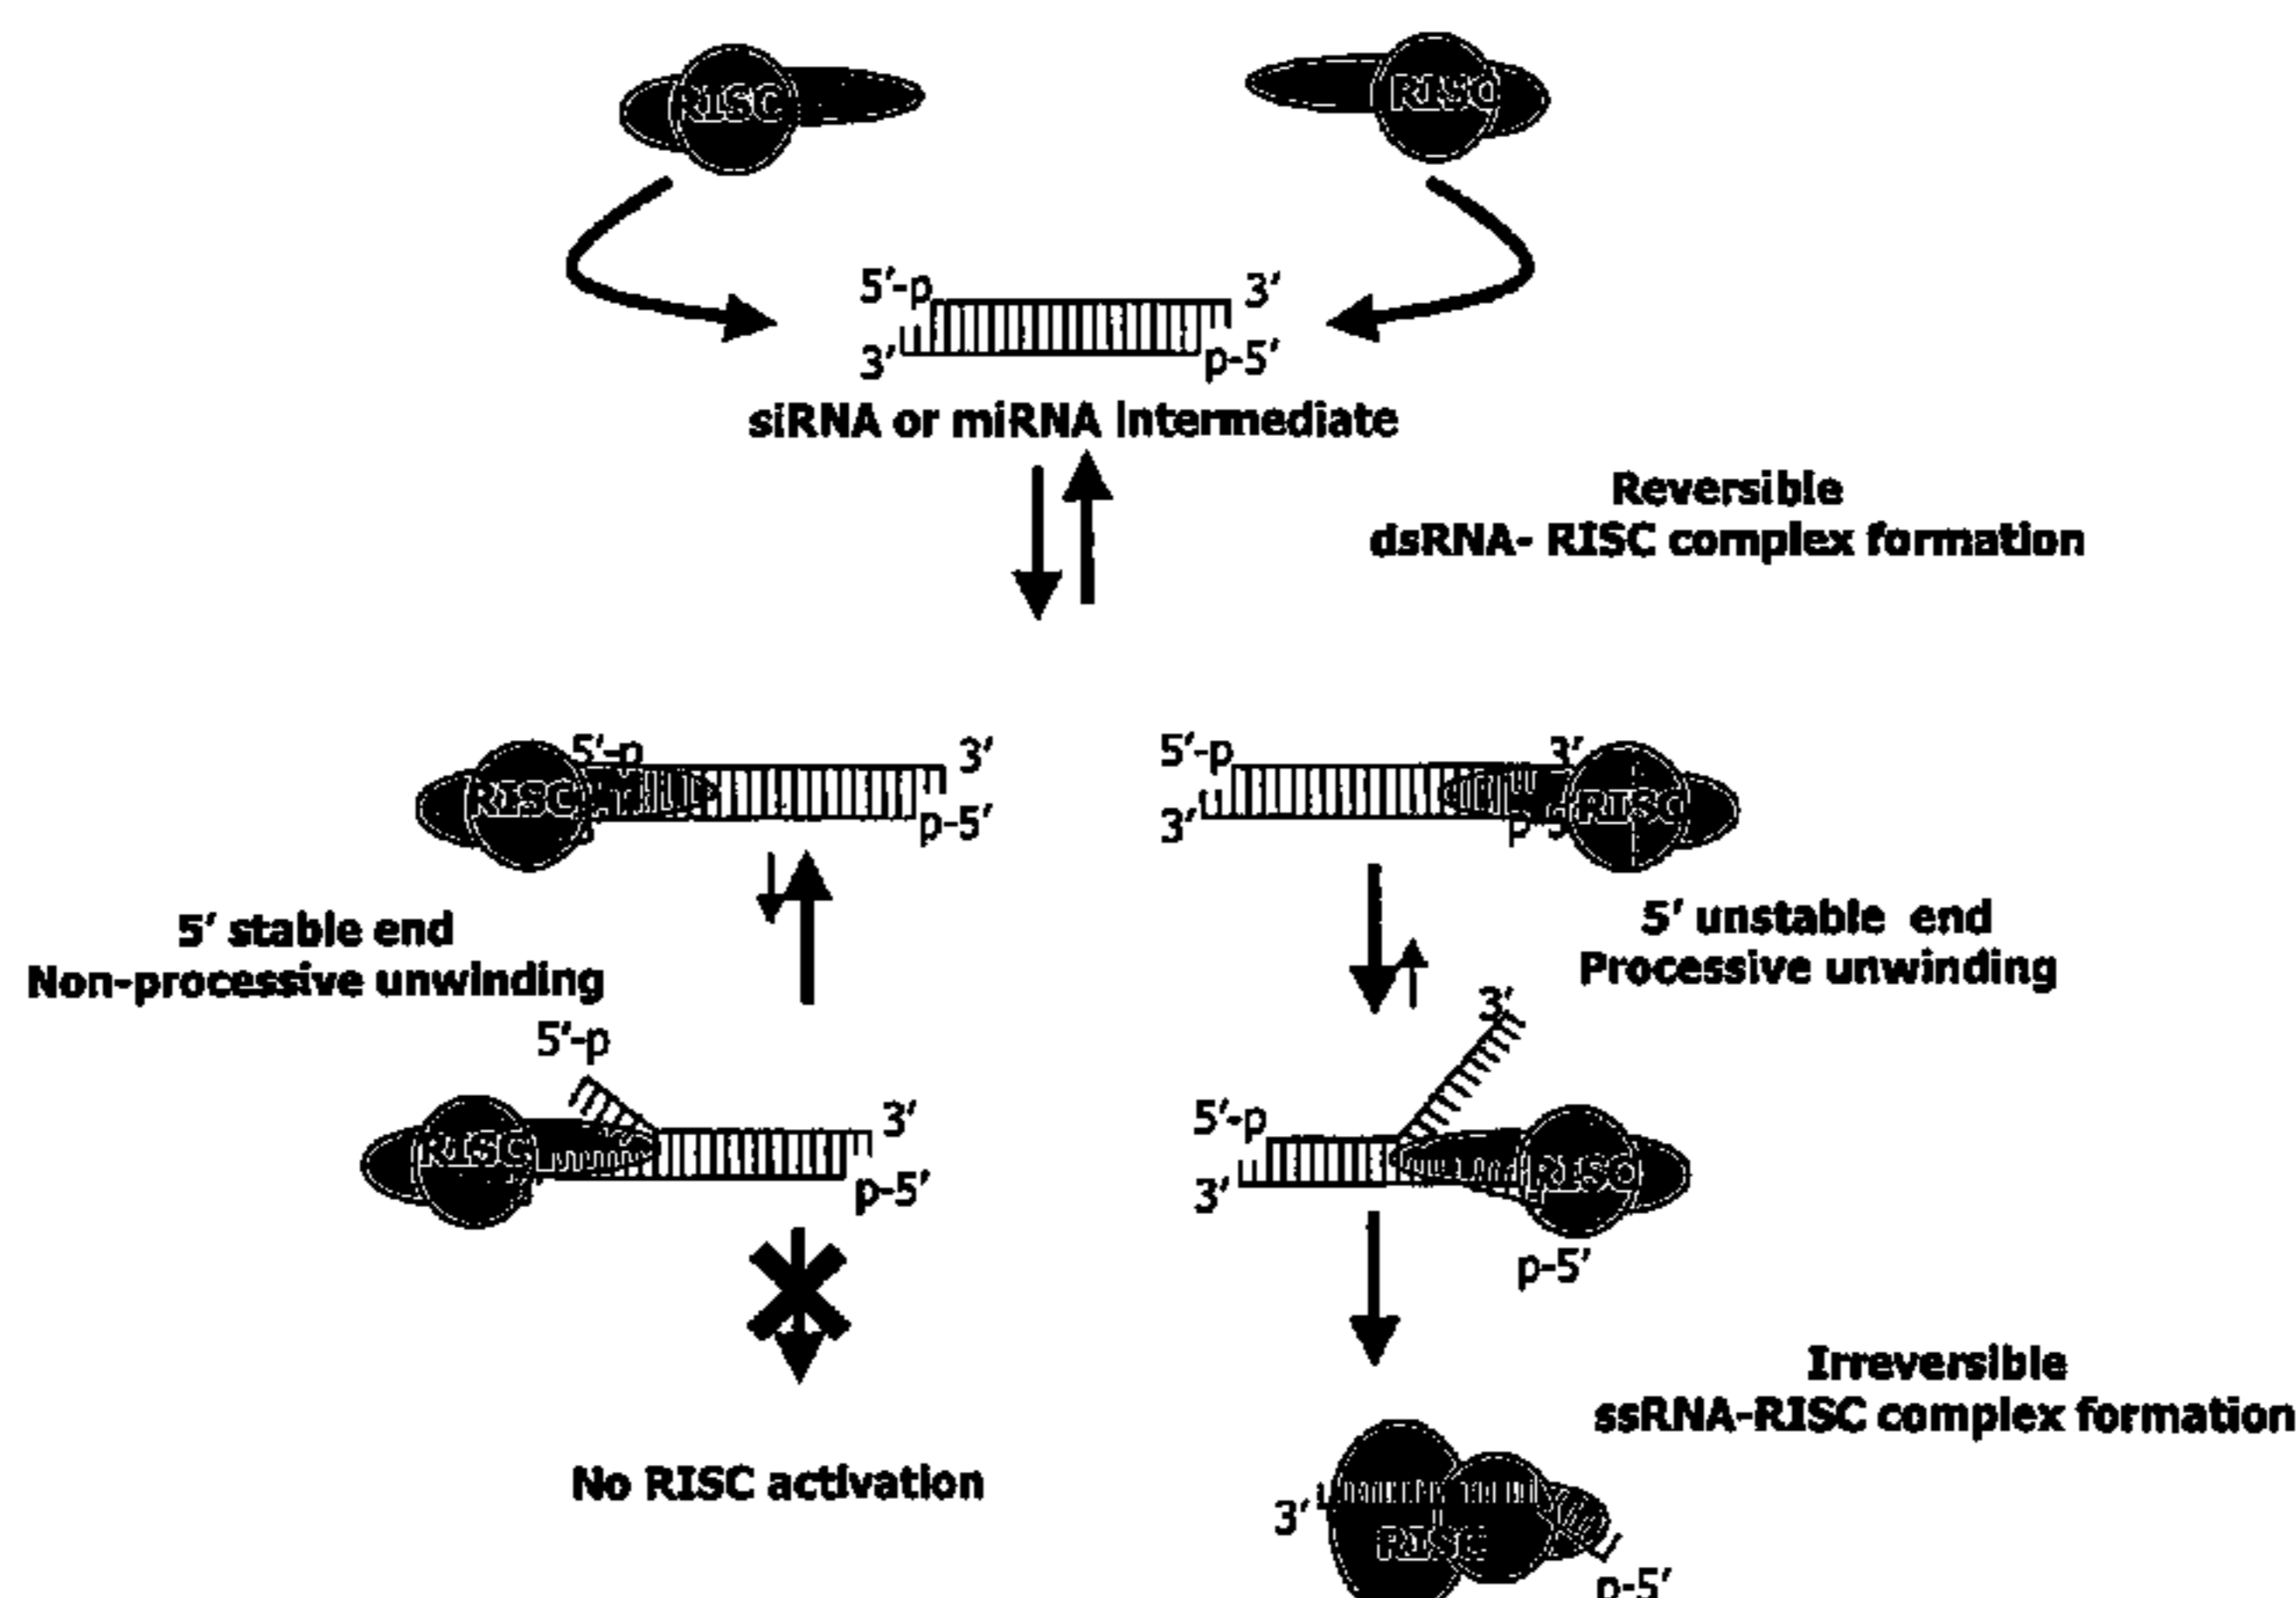 RISC
RISC
5'-p
3'
3'
p-5'
siRNA or miRNA Intermediate
Reversible
dsRNA- RISC complex formation
5'-p
3'
RISC
p-5'
5'-p
3'
RISC
3'
5' stable end
Non-processive unwinding
5' unstable end
Processive unwinding
5'-p
3'
RISC
p-5'
3'
5'-p
RISC
3'
p-5'
No RISC activation
Irreversible
ssRNA-RISC complex formation
3'
RISC
p-5'